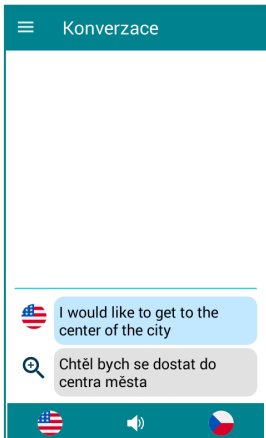 Konverzace
I would like to get to the
center of the city
Chtěl bych se dostat do
centra města